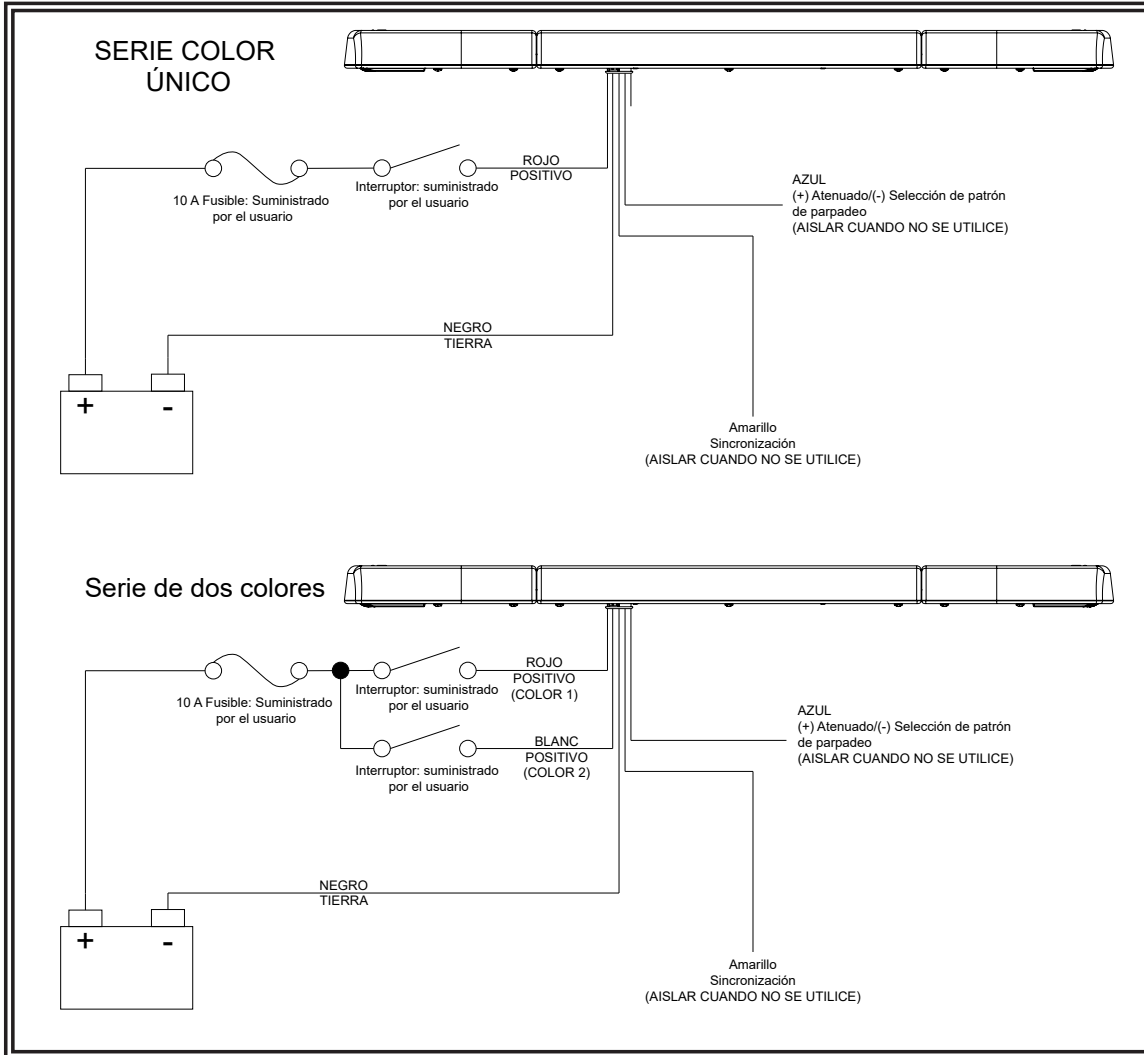 SERIE COLOR
ÚNICO
ROJO
POSITIVO
10 A Fusible: Suministrado
por el usuario
Interruptor: suministrado
por el usuario
AZUL
(+) Atenuado/(-) Selección de patrón
de parpadeo
(AISLAR CUANDO NO SE UTILICE)
NEGRO
TIERRA
+ -
Amarillo
Sincronización
(AISLAR CUANDO NO SE UTILICE)
Serie de dos colores
ROJO
POSITIVO
(COLOR 1)
10 A Fusible: Suministrado
por el usuario
Interruptor: suministrado
por el usuario
AZUL
(+) Atenuado/(-) Selección de patrón
de parpadeo
(AISLAR CUANDO NO SE UTILICE)
BLANC
POSITIVO
(COLOR 2)
Interruptor: suministrado
por el usuario
NEGRO
TIERRA
+ -
Amarillo
Sincronización
(AISLAR CUANDO NO SE UTILICE)